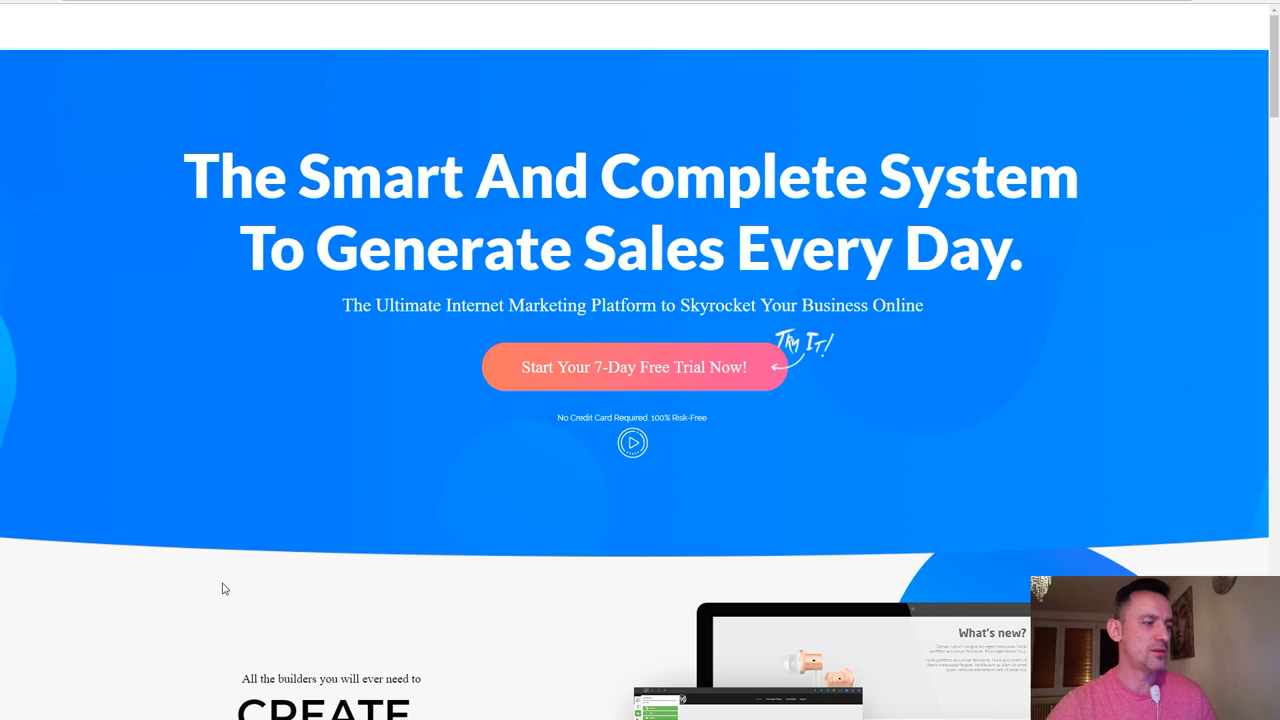 The Smart And Complete System
To Generate Sales Every Day.
The Ultimate Internet Marketing Platform to Skyrocket Your Business Online
TRY IT!
Start Your 7-Day Free Trial Now!
No Credit Card Required. 100% Risk-Free
What's new?
All the powers you will ever need to
CREATE